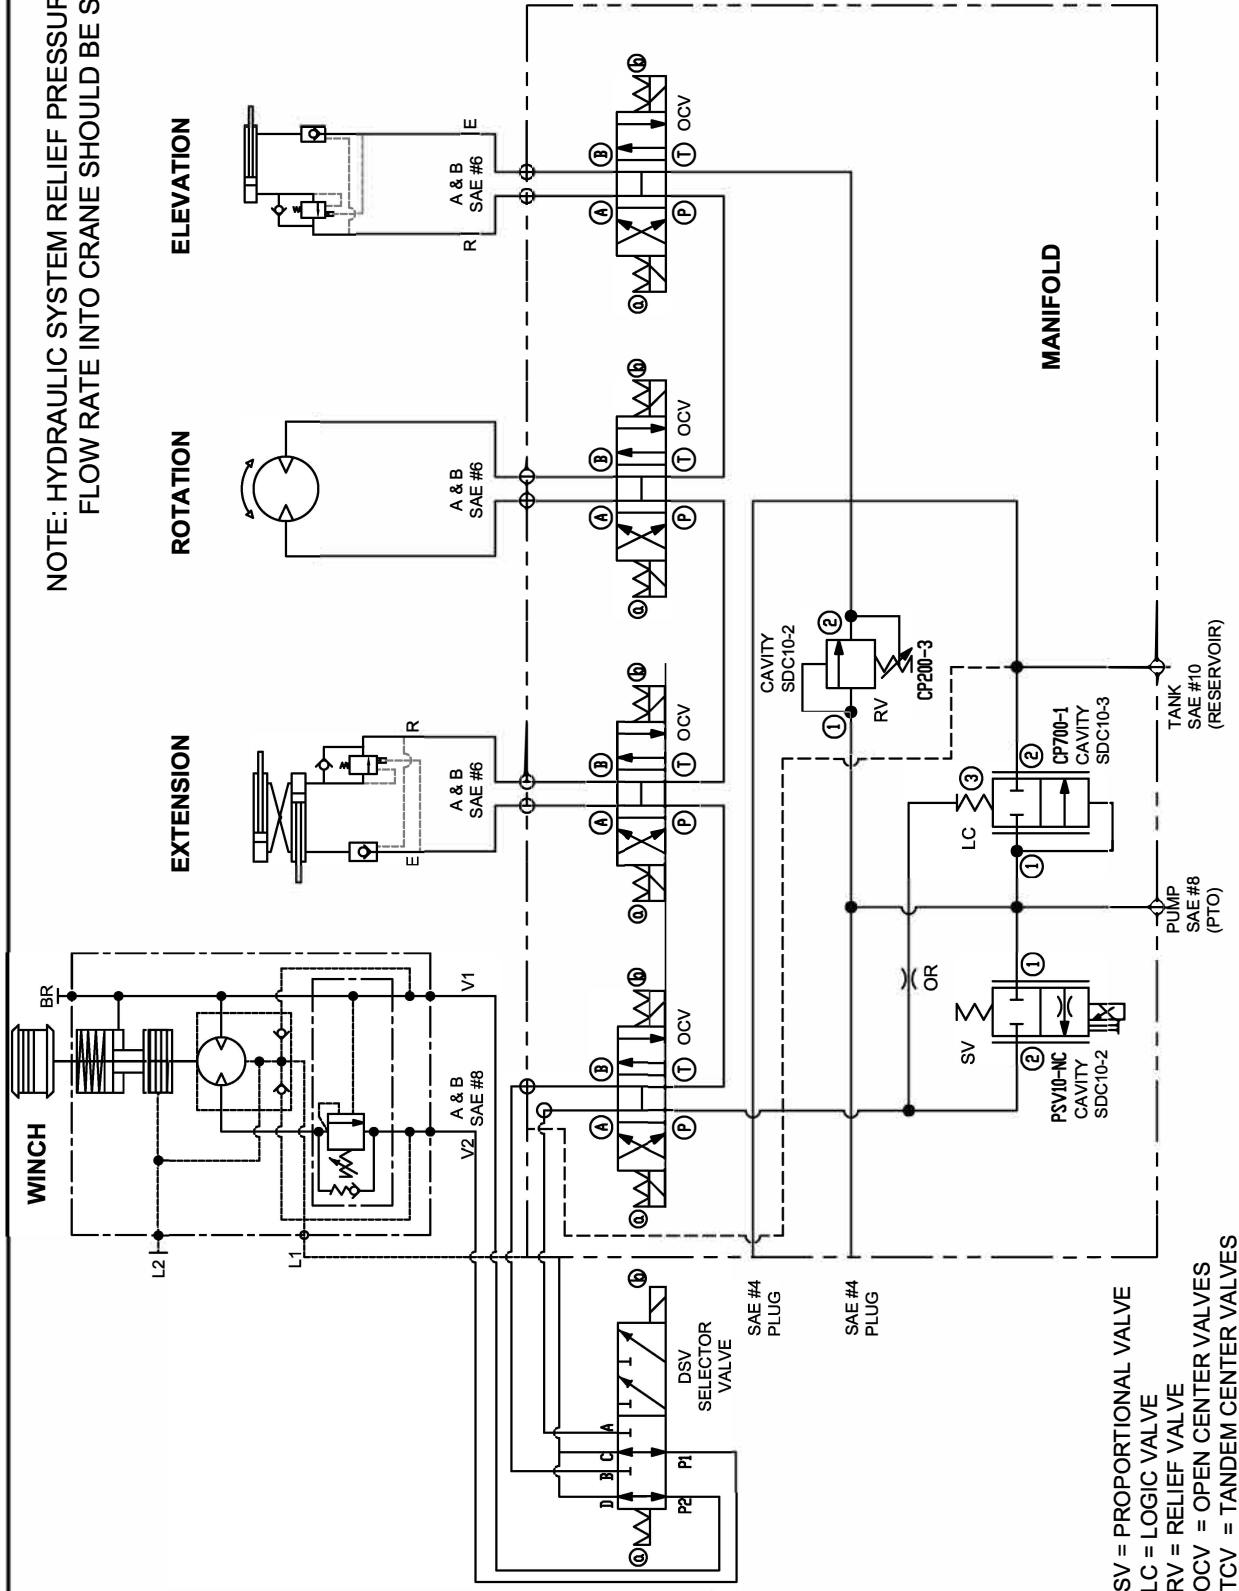 NOTE: HYDRAULIC SYSTEM RELIEF PRESSUR
FLOW RATE INTO CRANE SHOULD BE S
WINCH
EXTENSION
ROTATION
ELEVATION
BR
L2
L1
V2
V1
A & B
SAE #8
E
R
A & B
SAE #6
A & B
SAE #6
R
E
A & B
SAE #6
a
D
B
C
A
P2
P1
b
DSV
SELECTOR
VALVE
a
A
B
P
T
b
OCV
a
A
B
P
T
b
OCV
a
A
B
P
T
b
OCV
a
A
B
P
T
b
OCV
SAE #4
PLUG
SAE #4
PLUG
CAVITY
SDC10-2
1
2
RV
CP200-3
OR
SV
2
1
PSV10-NC
CAVITY
SDC10-2
LC
3
1
2
CP700-1
CAVITY
SDC10-3
MANIFOLD
PUMP
SAE #8
(PTO)
TANK
SAE #10
(RESERVOIR)
SV = PROPORTIONAL VALVE
LC = LOGIC VALVE
RV = RELIEF VALVE
OCV = OPEN CENTER VALVES
TCV = TANDEM CENTER VALVES